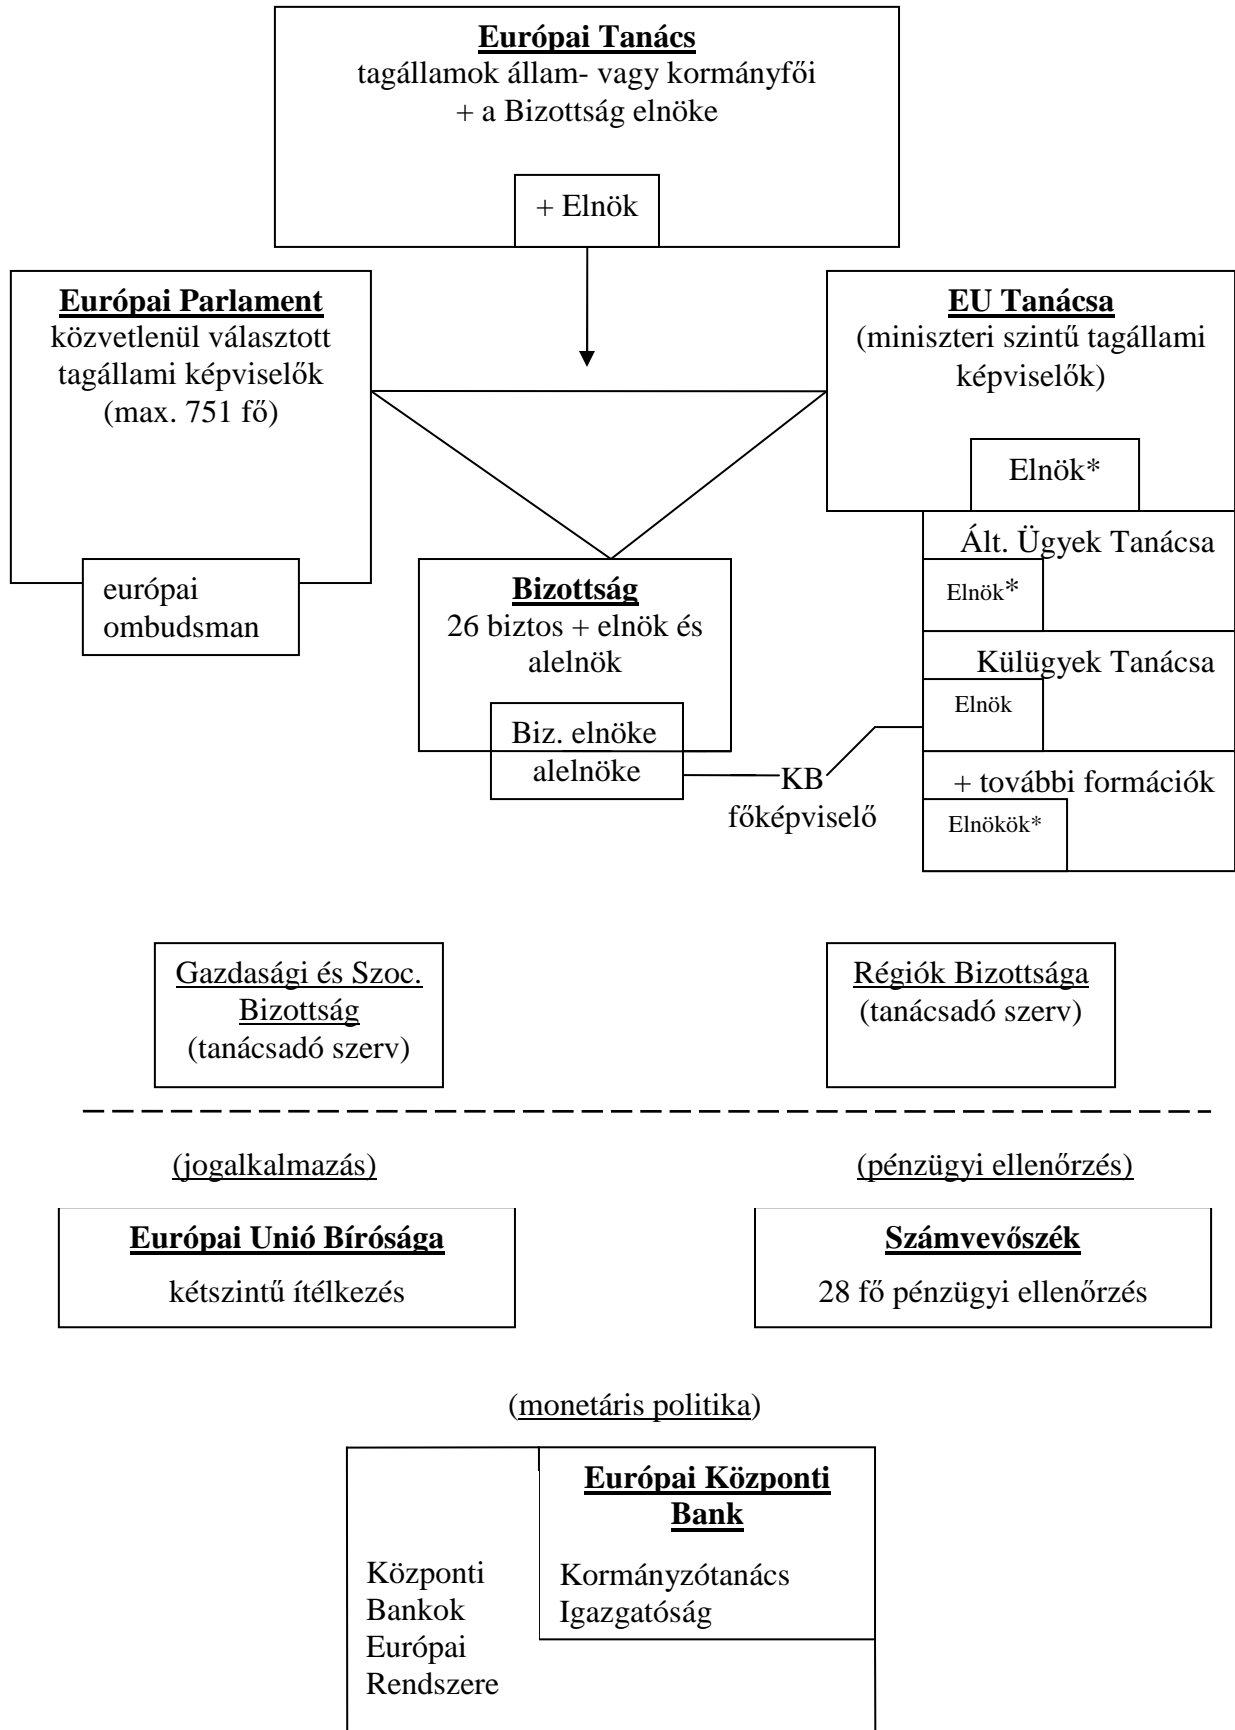 Európai Tanács
tagállamok állam- vagy kormányfői
+ a Bizottság elnöke
+ Elnök
Európai Parlament
közvetlenül választott
tagállami képviselők
(max. 751 fő)
európai
ombudsman
EU Tanácsa
(miniszteri szintű tagállami
képviselők)
Elnök*
Ált. Ügyek Tanácsa
Elnök*
Külügyek Tanácsa
Elnök
+ további formációk
Elnökök*
Bizottság
26 biztos + elnök és
alelnök
Biz. elnöke
alelnöke
KB
főképviselő
Gazdasági és Szoc.
Bizottság
(tanácsadó szerv)
Régiók Bizottsága
(tanácsadó szerv)
(jogalkalmazás)
(pénzügyi ellenőrzés)
Európai Unió Bírósága
kétszintű ítélkezés
Számvevőszék
28 fő pénzügyi ellenőrzés
(monetáris politika)
Európai Központi
Bank
Kormányzótanács
Igazgatóság
Központi
Bankok
Európai
Rendszere